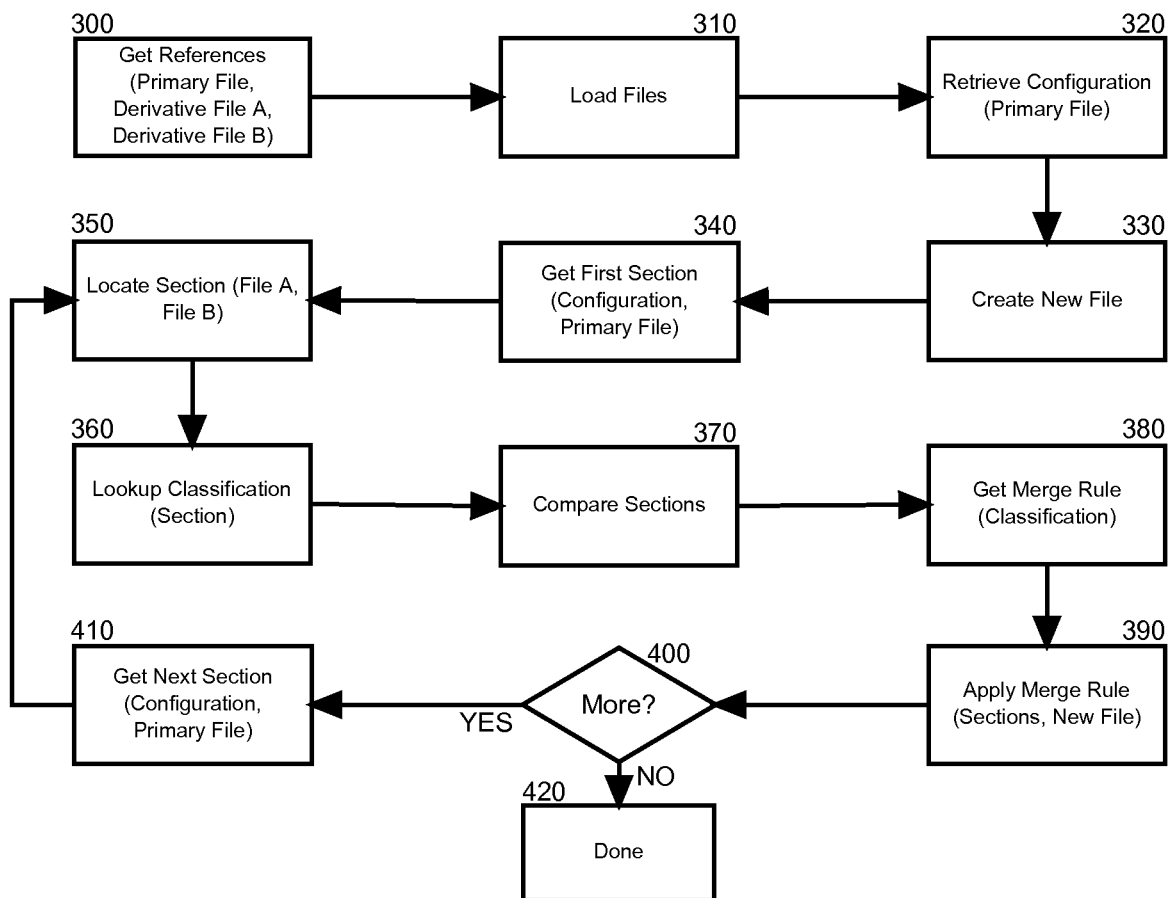 300
Get References
(Primary File,
Derivative File A,
Derivative File B)
310
Load Files
320
Retrieve Configuration
(Primary File)
330
Create New File
340
Get First Section
(Configuration,
Primary File)
350
Locate Section (File A,
File B)
360
Lookup Classification
(Section)
370
Compare Sections
380
Get Merge Rule
(Classification)
390
Apply Merge Rule
(Sections, New File)
400
More?
YES
NO
410
Get Next Section
(Configuration,
Primary File)
420
Done